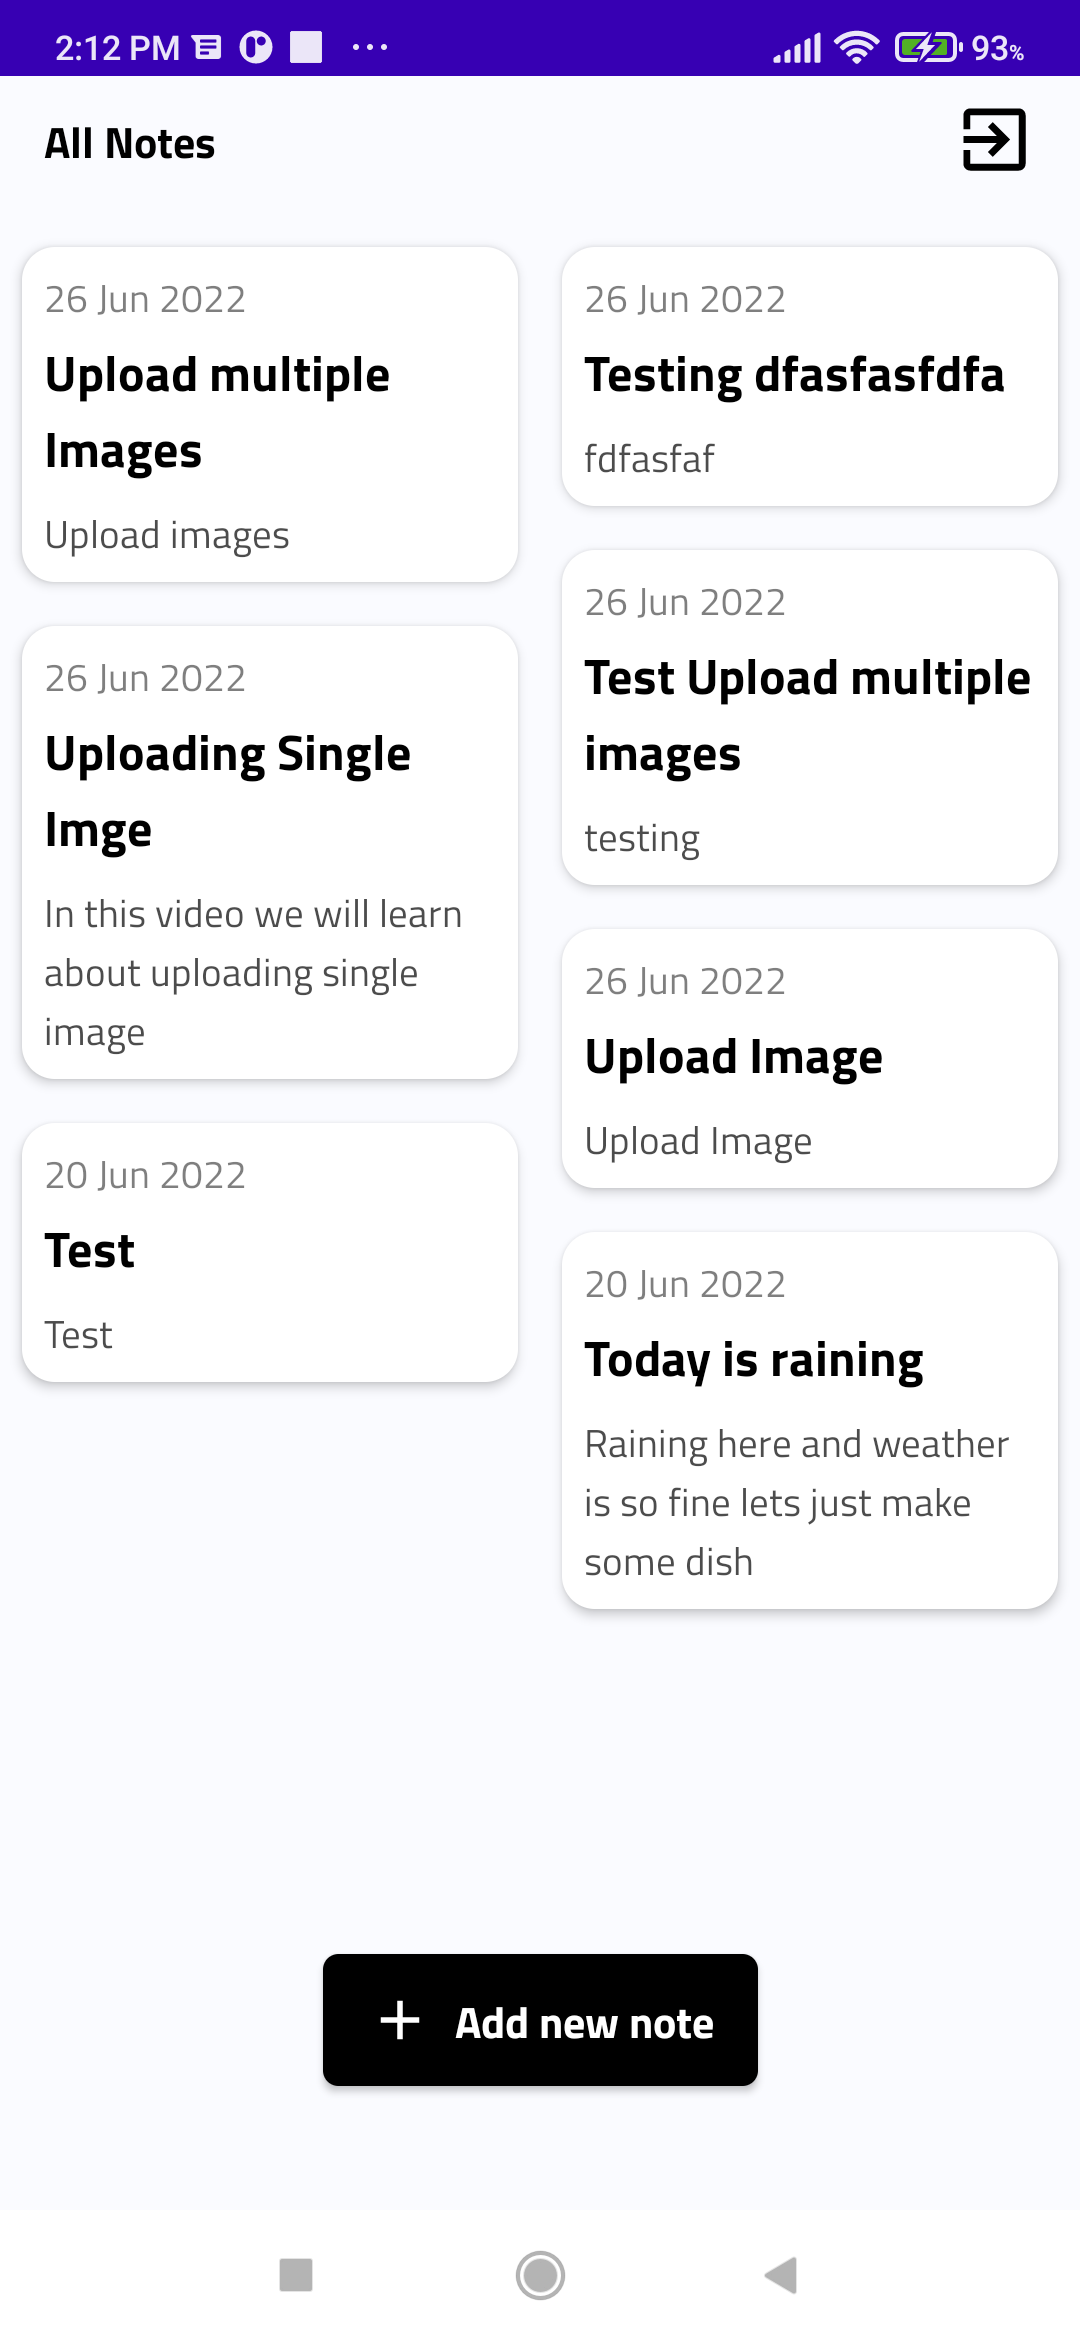 2:12 PM
93%
All Notes
26 Jun 2022
Upload multiple
Images
Upload images
26 Jun 2022
Uploading Single
Imge
In this video we will learn
about uploading single
image
20 Jun 2022
Test
Test
26 Jun 2022
Testing dfasfasfdfa
fdfasfaf
26 Jun 2022
Test Upload multiple
images
testing
26 Jun 2022
Upload Image
Upload Image
20 Jun 2022
Today is raining
Raining here and weather
is so fine lets just make
some dish
Add new note